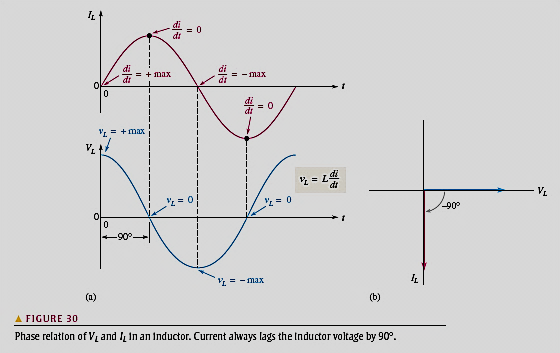 I_L
di/dt = 0
di/dt = + max
di/dt = − max
0
0
t
di/dt = 0
v_L = + max
V_L
v_L = L di/dt
v_L = 0
v_L = 0
0
0
t
90°
v_L = − max
V_L
−90°
I_L
(a)
(b)
▲ FIGURE 30
Phase relation of V_L and I_L in an inductor. Current always lags the inductor voltage by 90°.